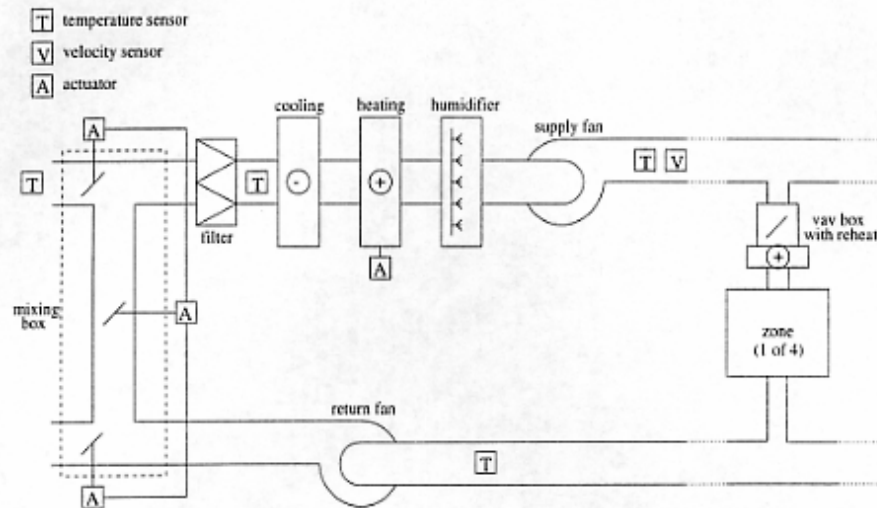 T temperature sensor
V velocity sensor
A actuator
cooling
heating
humidifier
supply fan
A
T
T
-
+
T V
filter
A
vav box
with reheat
+
mixing
box
A
zone
(1 of 4)
return fan
T
A